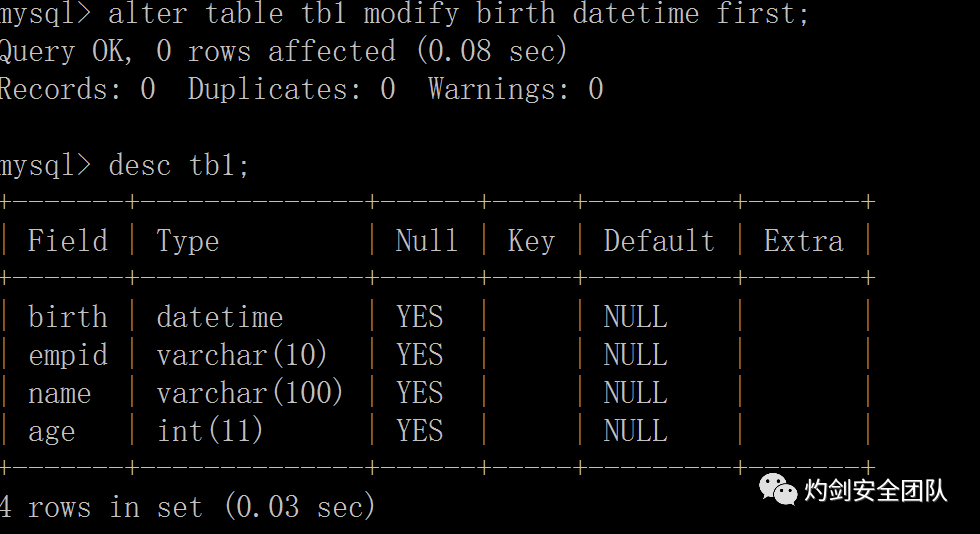 mysql> alter table tb1 modify birth datetime first;
Query OK, 0 rows affected (0.08 sec)
Records: 0  Duplicates: 0  Warnings: 0
mysql> desc tb1;
+-------+--------------+------+-----+---------+-------+
| Field | Type         | Null | Key | Default | Extra |
+-------+--------------+------+-----+---------+-------+
| birth | datetime     | YES  |     | NULL    |       |
| empid | varchar(10)  | YES  |     | NULL    |       |
| name  | varchar(100) | YES  |     | NULL    |       |
| age   | int(11)      | YES  |     | NULL    |       |
+-------+--------------+------+-----+---------+-------+
4 rows in set (0.03 sec)
灼剑安全团队